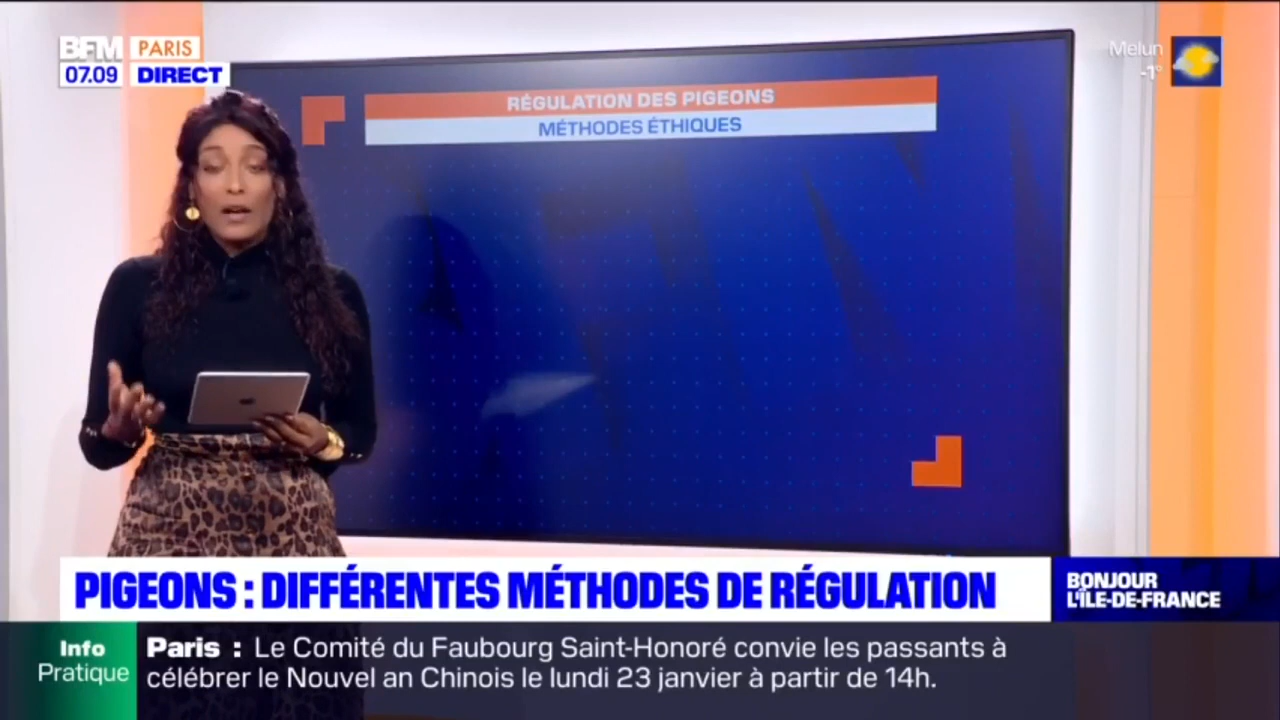 BFM PARIS
07.09 DIRECT
Melun
-1°
RÉGULATION DES PIGEONS
MÉTHODES ÉTHIQUES
PIGEONS : DIFFÉRENTES MÉTHODES DE RÉGULATION
BONJOUR
L'ÎLE-DE-FRANCE
Info
Pratique
Paris : Le Comité du Faubourg Saint-Honoré convie les passants à
célébrer le Nouvel an Chinois le lundi 23 janvier à partir de 14h.